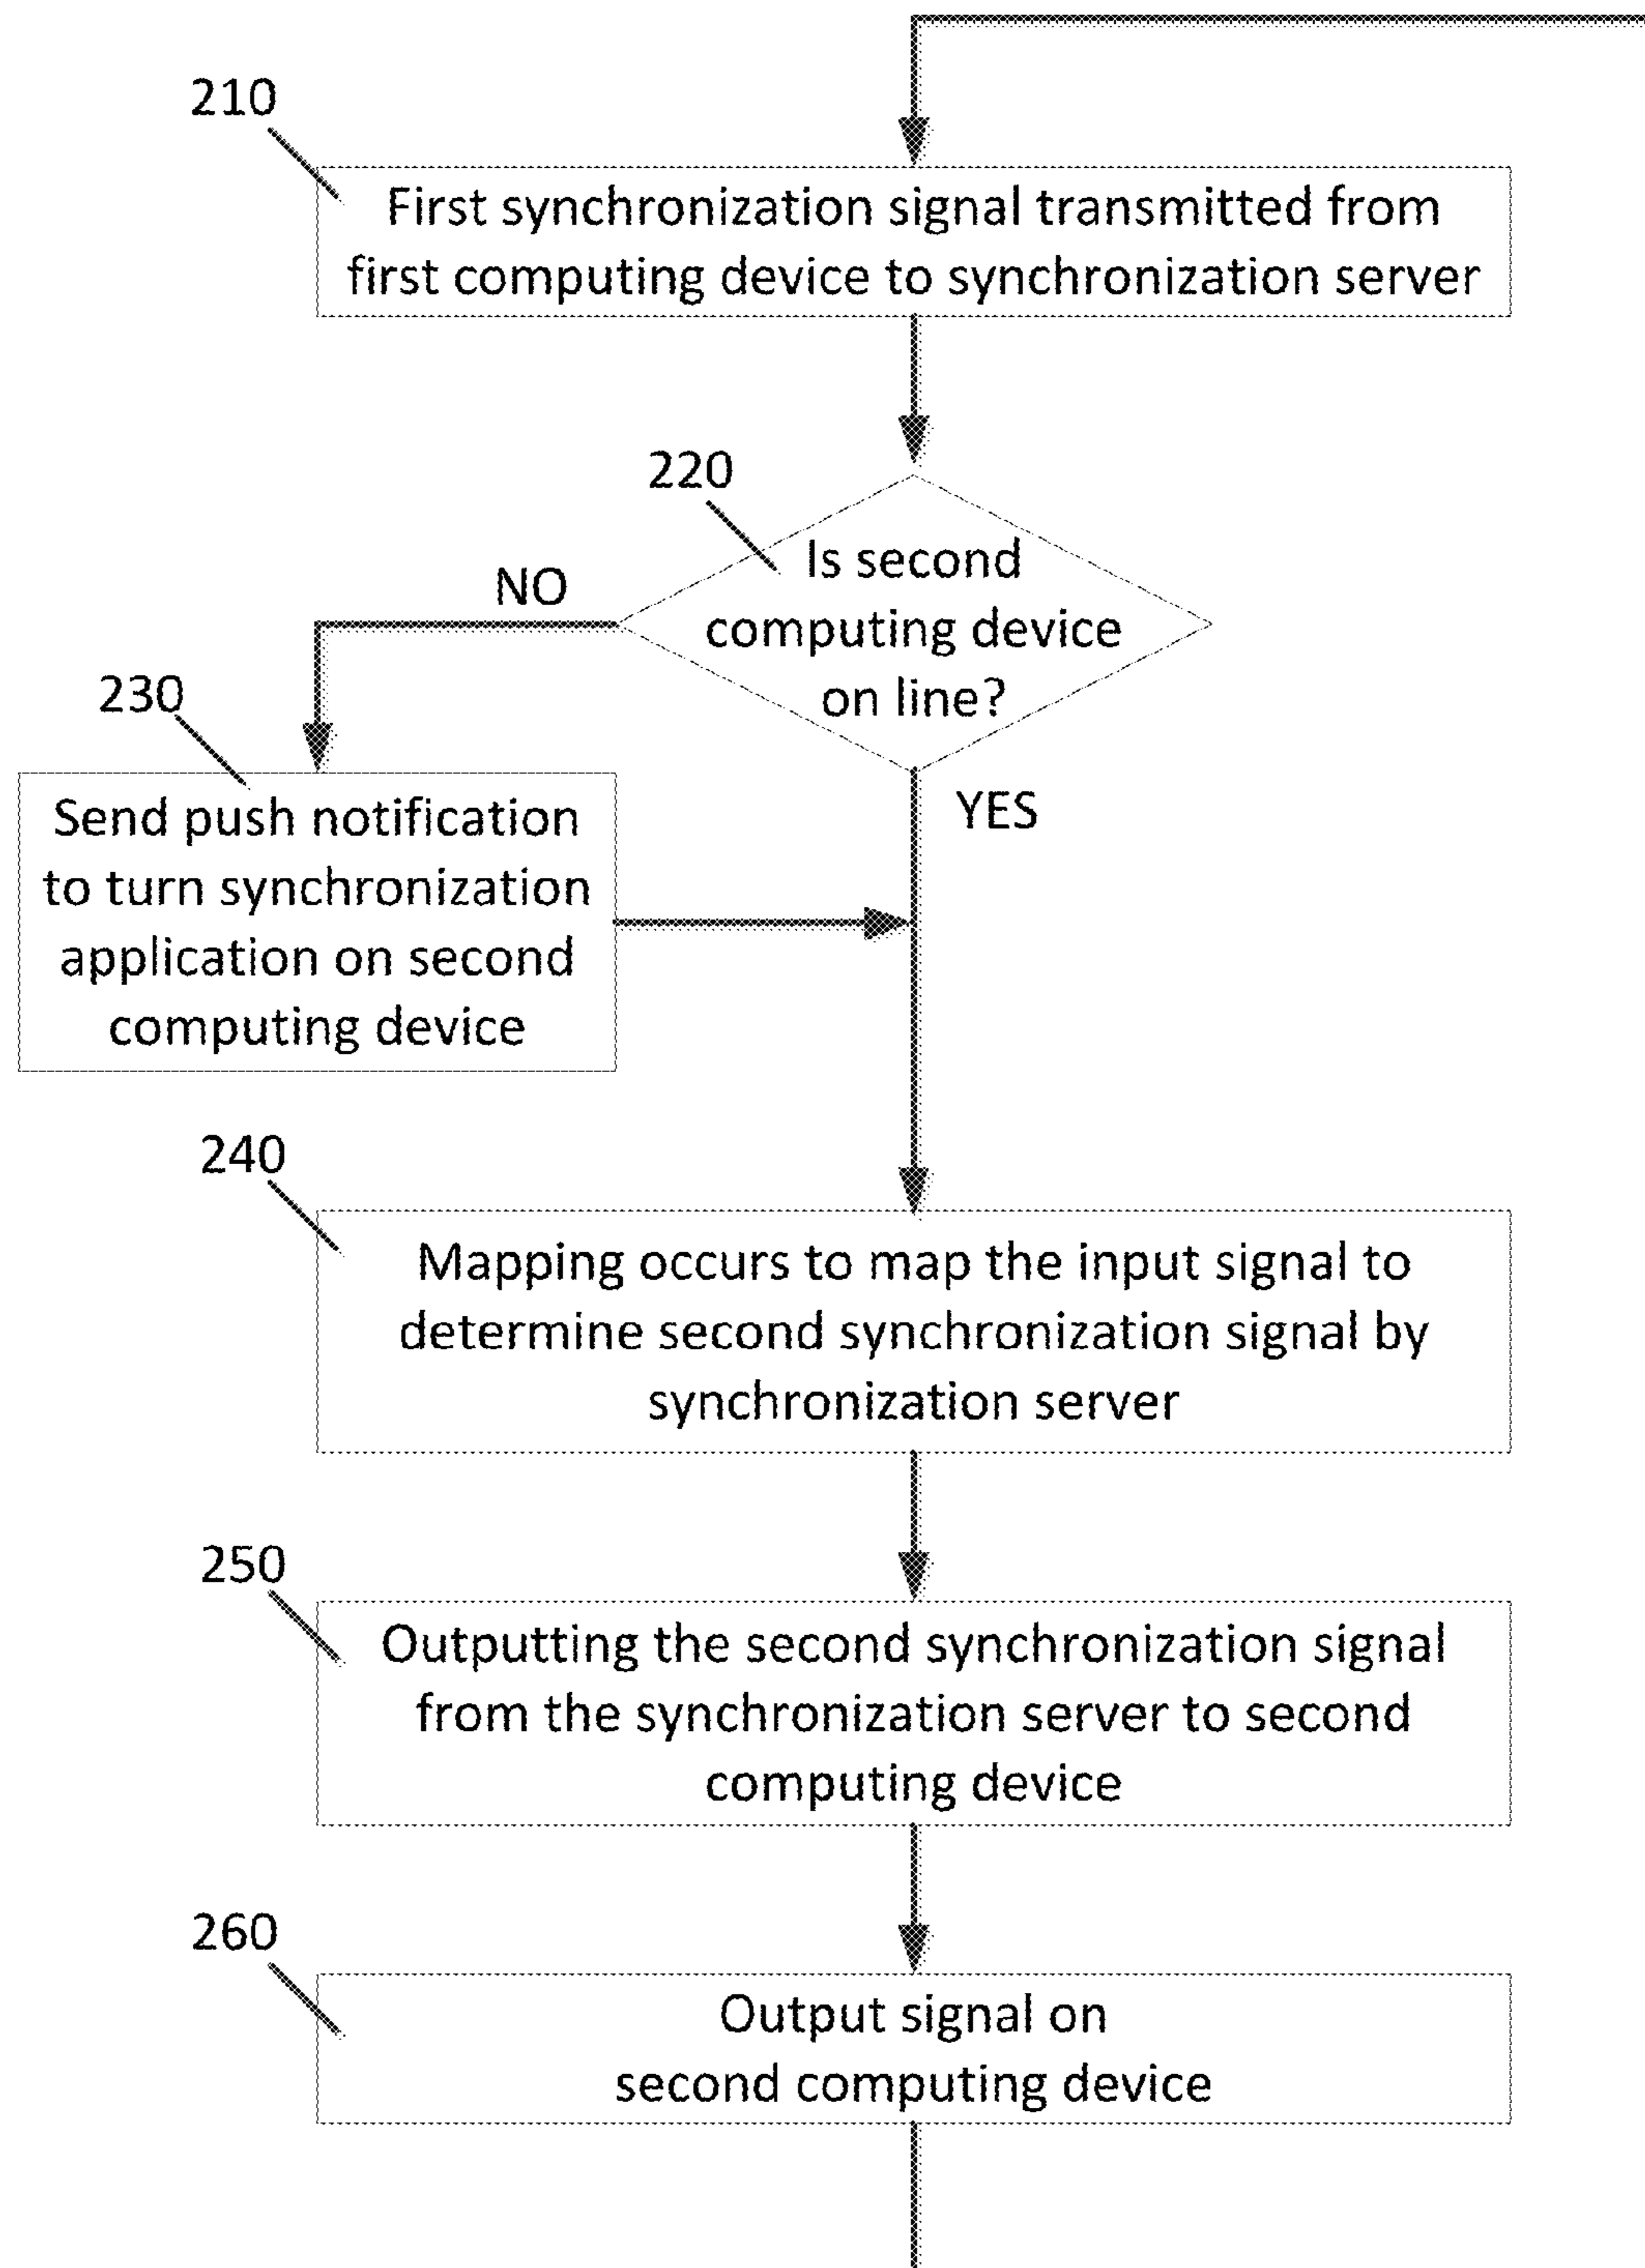 210
First synchronization signal transmitted from
first computing device to synchronization server
220
Is second
computing device
on line?
NO
YES
230
Send push notification
to turn synchronization
application on second
computing device
240
Mapping occurs to map the input signal to
determine second synchronization signal by
synchronization server
250
Outputting the second synchronization signal
from the synchronization server to second
computing device
260
Output signal on
second computing device